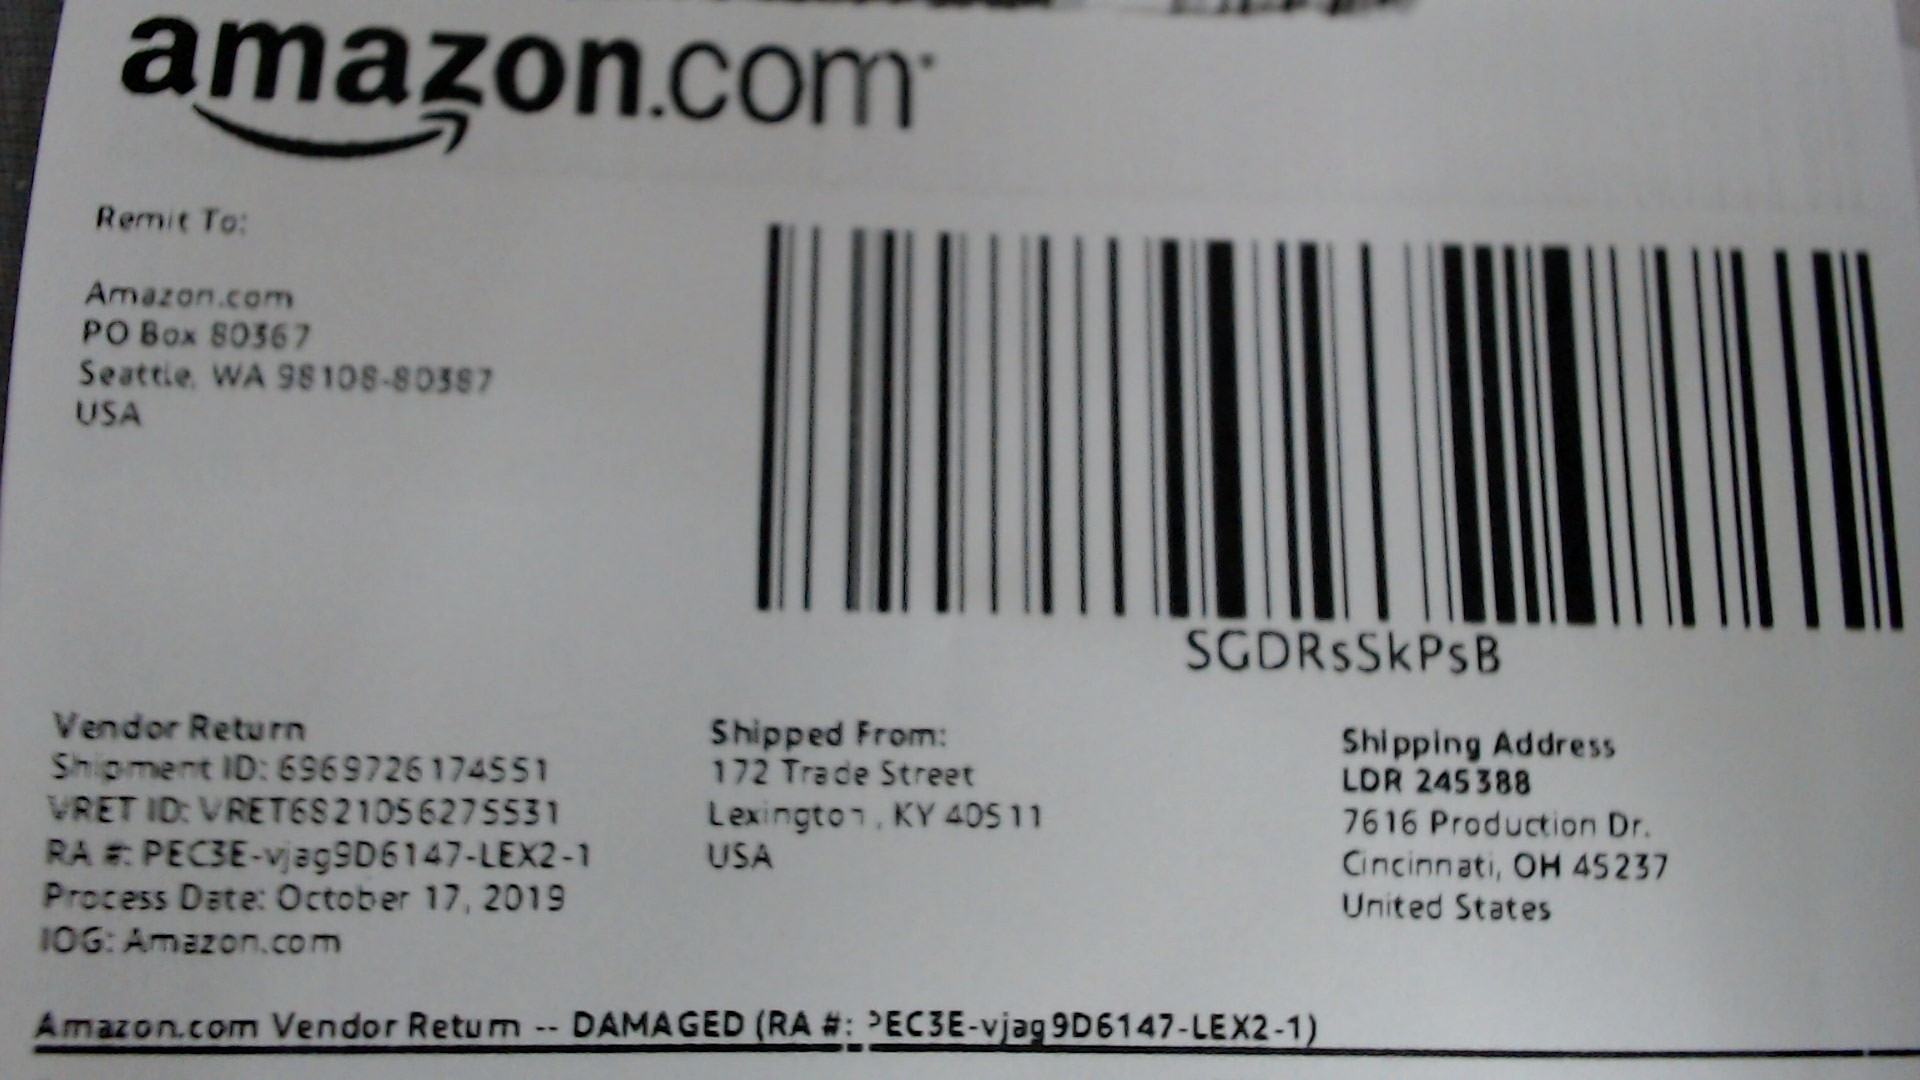 amazon.com
Remit To:
Amazon.com
PO Box 80367
Seattle, WA 98108-80387
USA
SGDRsSkPsB
Vendor Return
Shipment ID: 6969726174551
VRET ID: VRET6821056275531
RA #: PEC3E-vjag9D6147-LEX2-1
Process Date: October 17, 2019
IOG: Amazon.com
Shipped From:
172 Trade Street
Lexington, KY 40511
USA
Shipping Address
LDR 245388
7616 Production Dr.
Cincinnati, OH 45237
United States
Amazon.com Vendor Return -- DAMAGED (RA #: PEC3E-vjag9D6147-LEX2-1)